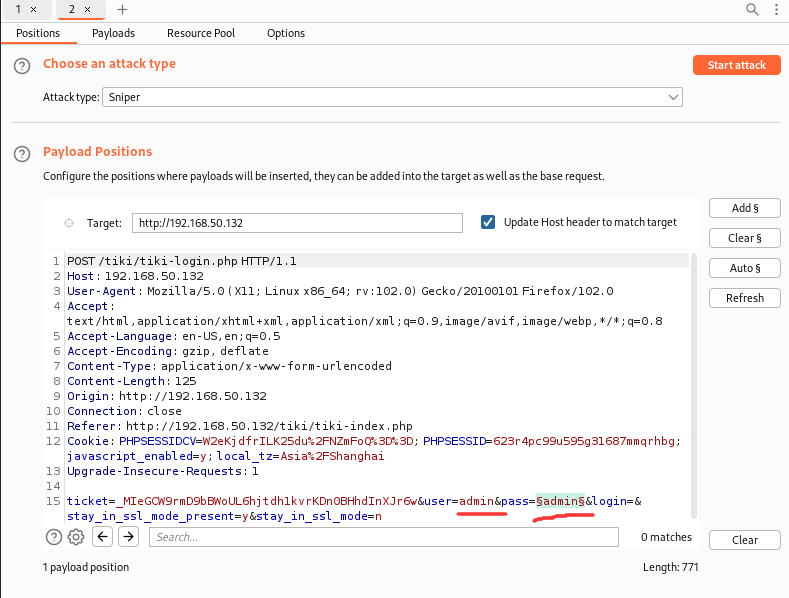 1 × 2 × +
Positions Payloads Resource Pool Options
? Choose an attack type Start attack
Attack type: Sniper
? Payload Positions
Configure the positions where payloads will be inserted, they can be added into the target as well as the base request.
Target: http://192.168.50.132 Update Host header to match target
Add §
Clear §
Auto §
Refresh
1 POST /tiki/tiki-login.php HTTP/1.1
2 Host: 192.168.50.132
3 User-Agent: Mozilla/5.0 (X11; Linux x86_64; rv:102.0) Gecko/20100101 Firefox/102.0
4 Accept:
text/html,application/xhtml+xml,application/xml;q=0.9,image/avif,image/webp,*/*;q=0.8
5 Accept-Language: en-US,en;q=0.5
6 Accept-Encoding: gzip, deflate
7 Content-Type: application/x-www-form-urlencoded
8 Content-Length: 125
9 Origin: http://192.168.50.132
10 Connection: close
11 Referer: http://192.168.50.132/tiki/tiki-index.php
12 Cookie: PHPSESSIDCV=W2eKjdfrILK25du%2FNZmFoQ%3D%3D; PHPSESSID=623r4pc99u595g31687mmqrhbg;
javascript_enabled=y; local_tz=Asia%2FShanghai
13 Upgrade-Insecure-Requests: 1
14
15 ticket=_MIeGCW9rmD9bBWoUL6hjtdh1kvrKDn0BHhdInXJr6w&user=admin&pass=§admin§&login=&
stay_in_ssl_mode_present=y&stay_in_ssl_mode=n
? Search... 0 matches Clear
1 payload position Length: 771